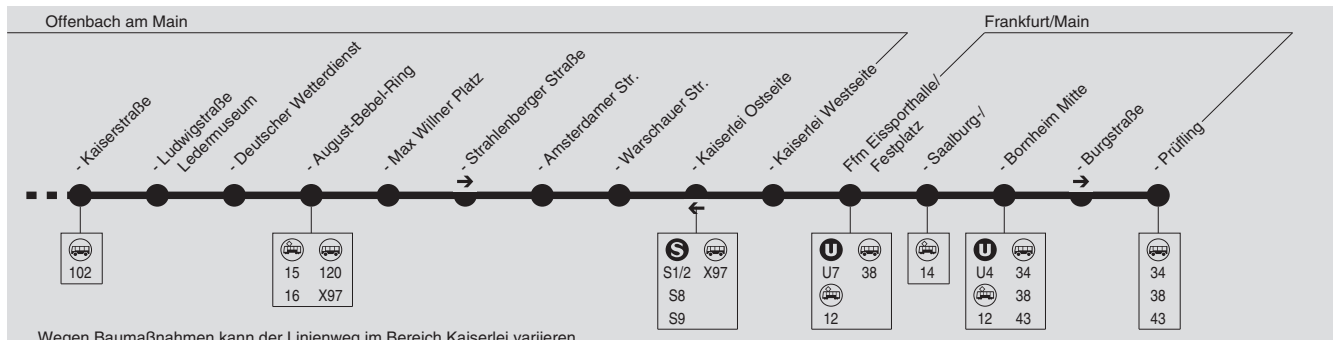 Offenbach am Main
Frankfurt/Main
- Kaiserstraße
- Ludwigstraße
Ledermuseum
- Deutscher Wetterdienst
- August-Bebel-Ring
- Max Willner Platz
- Strahlenberger Straße
- Amsterdamer Str.
- Warschauer Str.
- Kaiserlei Ostseite
- Kaiserlei Westseite
Ffm Eissporthalle/
Festplatz
- Saalburg-/
- Bornheim Mitte
- Burgstraße
- Prüfling
102
15 120
16 X97
S
S1/2 X97
S8
S9
U
U7 38
12
14
U
U4 34
38
12 43
34
38
43
Wegen Baumaßnahmen kann der Linienweg im Bereich Kaiserlei variieren